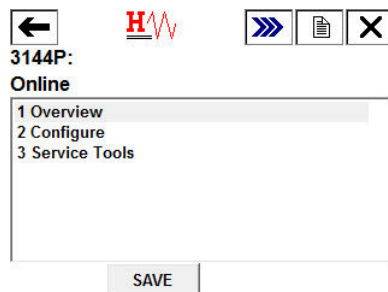 H
3144P:
Online
1 Overview
2 Configure
3 Service Tools
SAVE